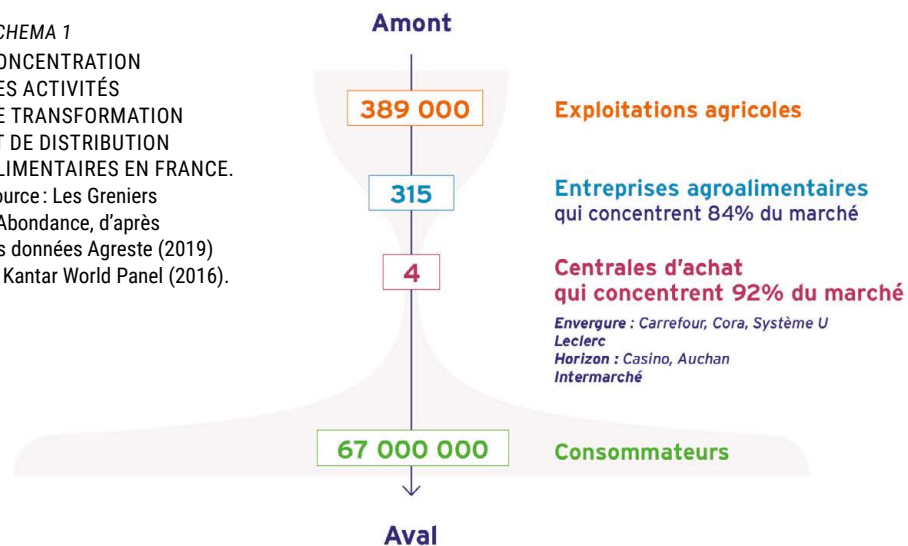 CHEMA 1
ONCENTRATION
ES ACTIVITÉS
E TRANSFORMATION
T DE DISTRIBUTION
LIMENTAIRES EN FRANCE.
ource : Les Greniers
Abondance, d'après
s données Agreste (2019)
Kantar World Panel (2016).
Amont
389 000
Exploitations agricoles
315
Entreprises agroalimentaires
qui concentrent 84% du marché
4
Centrales d'achat
qui concentrent 92% du marché
Envergure : Carrefour, Cora, Système U
Leclerc
Horizon : Casino, Auchan
Intermarché
67 000 000
Consommateurs
Aval